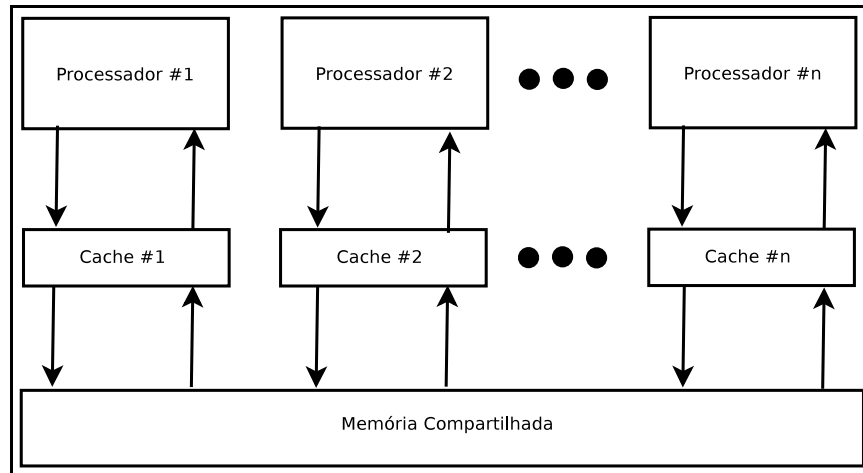 Processador #1
Processador #2
Processador #n
Cache #1
Cache #2
Cache #n
Memória Compartilhada